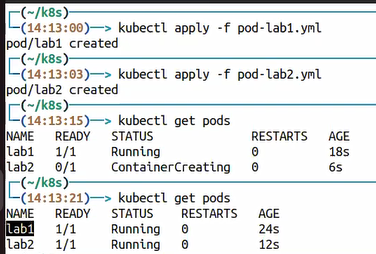 (~/k8s)
(14:13:00)──> kubectl apply -f pod-lab1.yml
pod/lab1 created
(~/k8s)
(14:13:03)──> kubectl apply -f pod-lab2.yml
pod/lab2 created
(~/k8s)
(14:13:15)──> kubectl get pods
NAME READY STATUS RESTARTS AGE
lab1 1/1 Running 0 18s
lab2 0/1 ContainerCreating 0 6s
(~/k8s)
(14:13:21)──> kubectl get pods
NAME READY STATUS RESTARTS AGE
lab1 1/1 Running 0 24s
lab2 1/1 Running 0 12s